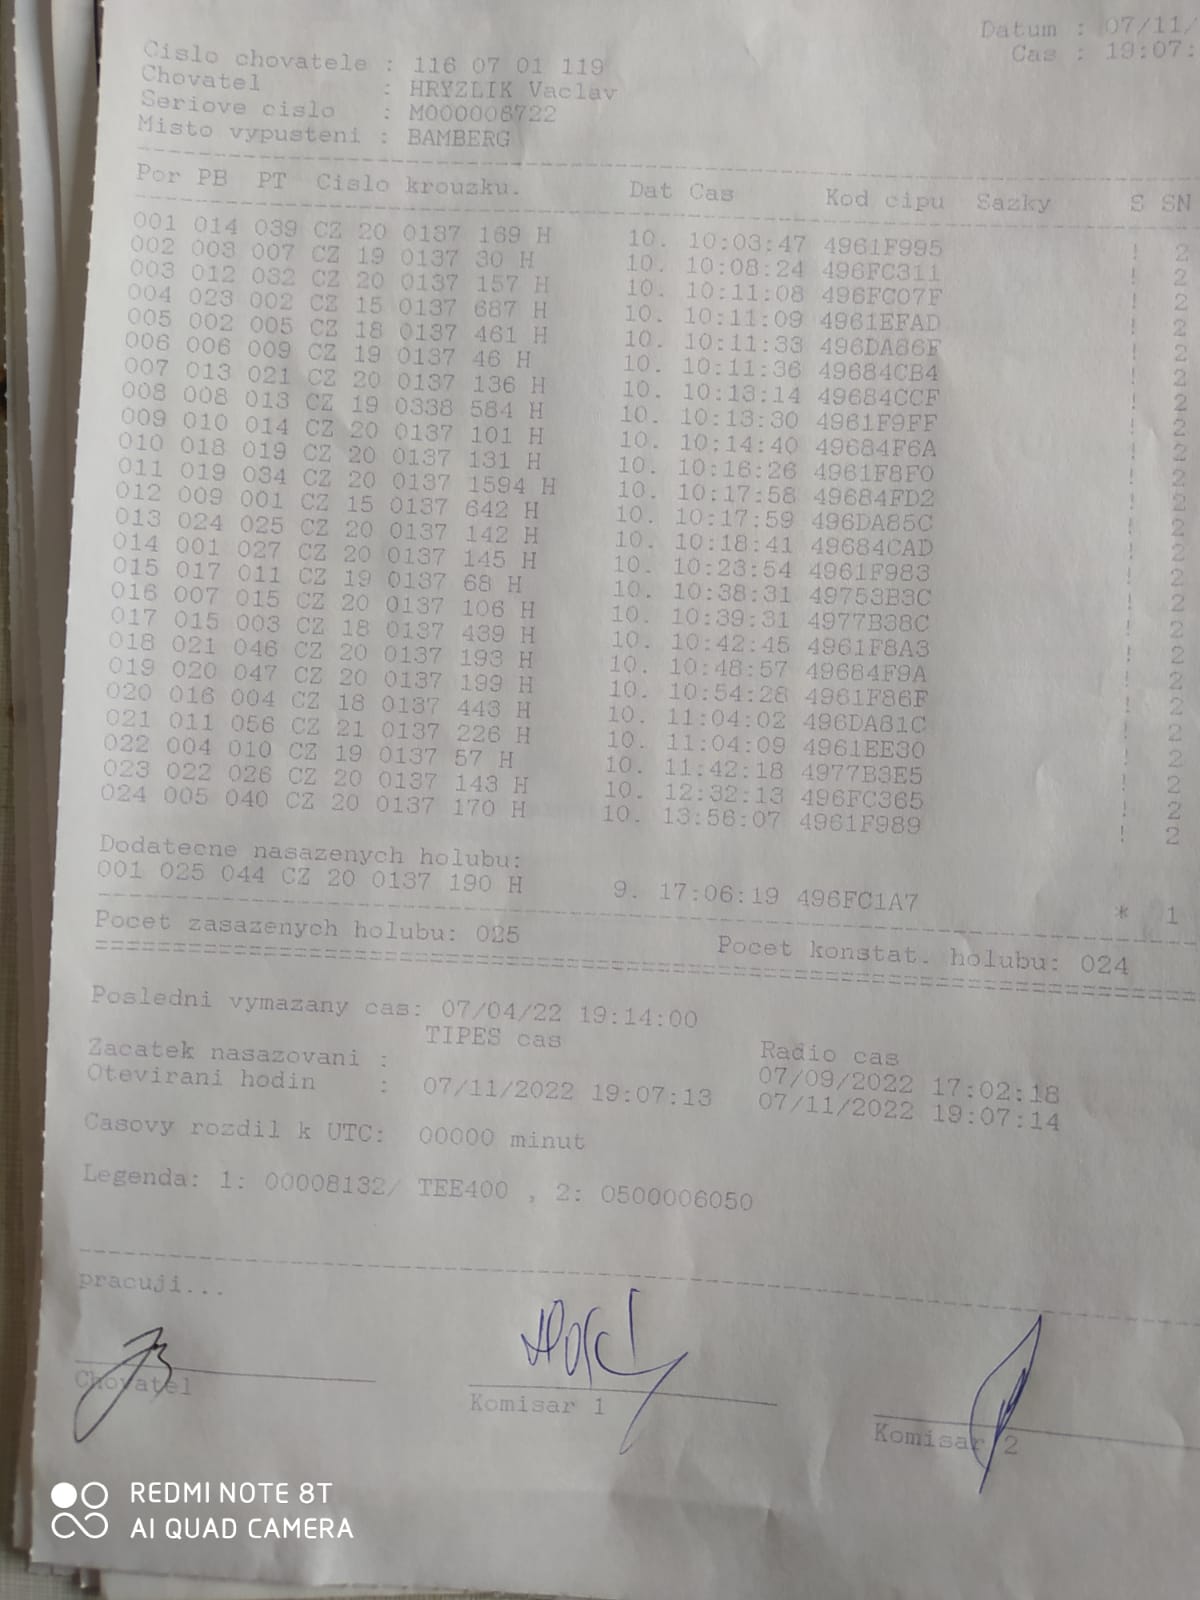 Datum : 07/11/
Cas : 19:07:
Cislo chovatele : 116 07 01 119
Chovatel : HRYZLIK Vaclav
Seriove cislo : M000006722
Misto vypusteni : BAMBERG
Por PB PT Cislo krouzku. Dat Cas Kod cipu Sazky S SN
001 014 039 CZ 20 0137 169 H 10. 10:03:47 4961F995 ! 2
002 003 007 CZ 19 0137 30 H 10. 10:08:24 496FC311 ! 2
003 012 032 CZ 20 0137 157 H 10. 10:11:08 496FC07F ! 2
004 023 002 CZ 15 0137 687 H 10. 10:11:09 4961EFAD ! 2
005 002 005 CZ 18 0137 461 H 10. 10:11:33 496DA86F ! 2
006 006 009 CZ 19 0137 46 H 10. 10:11:36 49684CB4 ! 2
007 013 021 CZ 20 0137 136 H 10. 10:13:14 49684CCF ! 2
008 008 013 CZ 19 0338 584 H 10. 10:13:30 4961F9FF ! 2
009 010 014 CZ 20 0137 101 H 10. 10:14:40 49684F6A ! 2
010 018 019 CZ 20 0137 131 H 10. 10:16:26 4961F8F0 ! 2
011 019 034 CZ 20 0137 1594 H 10. 10:17:58 49684FD2 ! 2
012 009 001 CZ 15 0137 642 H 10. 10:17:59 496DA85C ! 2
013 024 025 CZ 20 0137 142 H 10. 10:18:41 49684CAD ! 2
014 001 027 CZ 20 0137 145 H 10. 10:23:54 4961F983 ! 2
015 017 011 CZ 19 0137 68 H 10. 10:38:31 49753B3C ! 2
016 007 015 CZ 20 0137 106 H 10. 10:39:31 4977B38C ! 2
017 015 003 CZ 18 0137 439 H 10. 10:42:45 4961F8A3 ! 2
018 021 046 CZ 20 0137 193 H 10. 10:48:57 49684F9A ! 2
019 020 047 CZ 20 0137 199 H 10. 10:54:28 4961F86F ! 2
020 016 004 CZ 18 0137 443 H 10. 11:04:02 496DA81C ! 2
021 011 056 CZ 21 0137 226 H 10. 11:04:09 4961EE30 ! 2
022 004 010 CZ 19 0137 57 H 10. 11:42:18 4977B3E5 ! 2
023 022 026 CZ 20 0137 143 H 10. 12:32:13 496FC365 ! 2
024 005 040 CZ 20 0137 170 H 10. 13:56:07 4961F989 ! 2
Dodatecne nasazenych holubu:
001 025 044 CZ 20 0137 190 H 9. 17:06:19 496FC1A7 * 1
Pocet zasazenych holubu: 025 Pocet konstat. holubu: 024
Posledni vymazany cas: 07/04/22 19:14:00
TIPES cas Radio cas
Zacatek nasazovani : 07/09/2022 17:02:18
Otevirani hodin : 07/11/2022 19:07:13 07/11/2022 19:07:14
Casovy rozdil k UTC: 00000 minut
Legenda: 1: 00008132/ TEE400 , 2: 0500006050
pracuji...
Chovatel
Komisar 1
Komisar 2
REDMI NOTE 8T
AI QUAD CAMERA